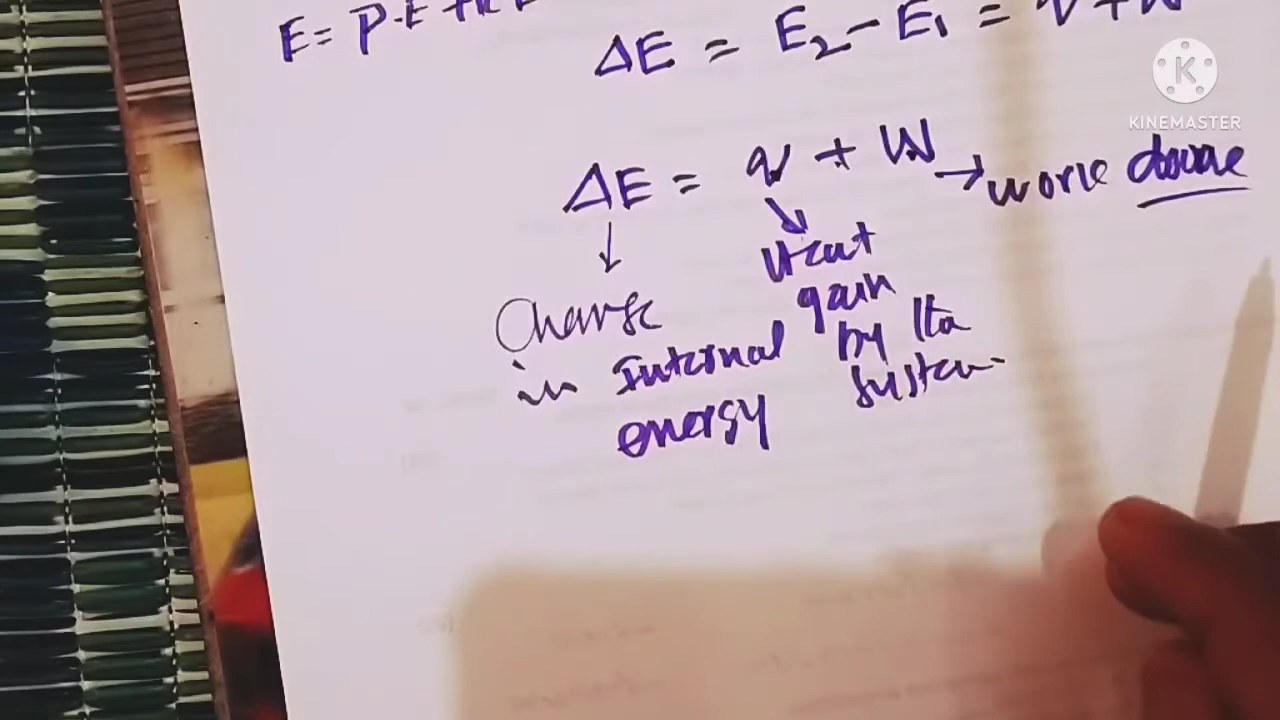 E = P.E + K.E
ΔE = E₂ - E₁ = q + W
KINEMASTER
ΔE = q + W → work done
Change
in Internal
energy
Heat
gain
by the
system